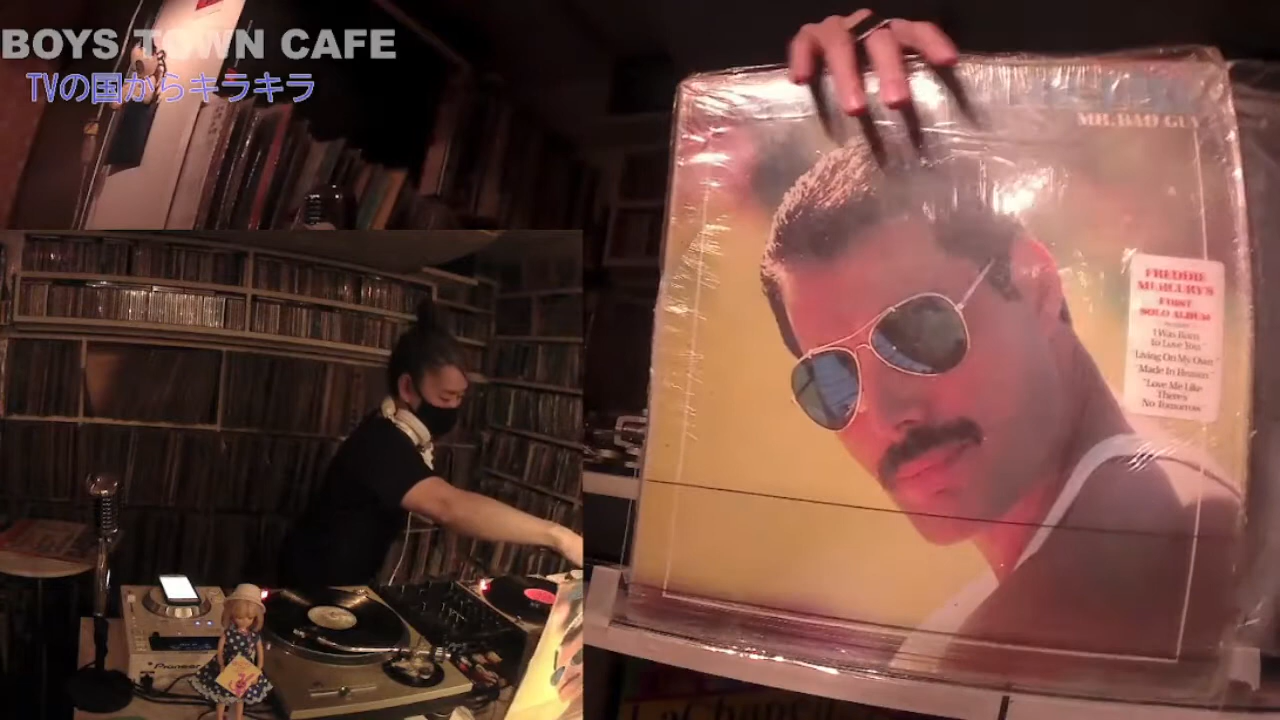 BOYS TOWN CAFE
TVの国からキラキラ
MR.BAD GUY
FREDDIE
MERCURY'S
FIRST
SOLO ALBUM
"I Was Born
to Love You"
"Living On My Own"
"Made In Heaven"
"Love Me Like
There's
No Tomorrow"
Pioneer